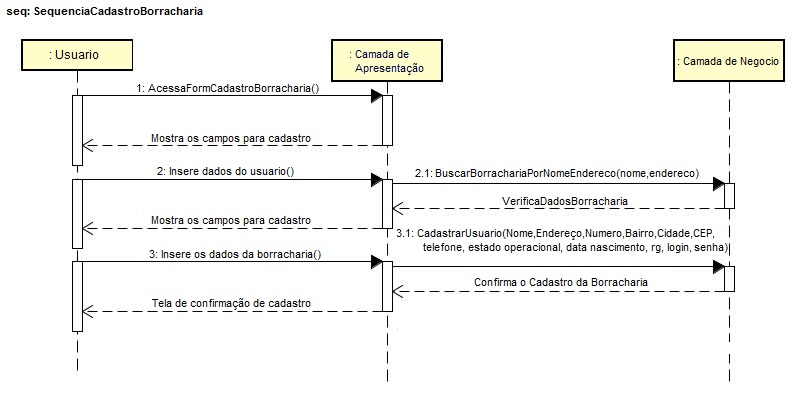 seq: SequenciaCadastroBorracharia
: Usuario
: Camada de
Apresentação
: Camada de Negocio
1: AcessaFormCadastroBorracharia()
Mostra os campos para cadastro
2: Insere dados do usuario()
2.1: BuscarBorrachariaPorNomeEndereco(nome,endereco)
VerificaDadosBorracharia
Mostra os campos para cadastro
3.1: CadastrarUsuario(Nome,Endereço,Numero,Bairro,Cidade,CEP,
telefone, estado operacional, data nascimento, rg, login, senha)
3: Insere os dados da borracharia()
Confirma o Cadastro da Borracharia
Tela de confirmação de cadastro